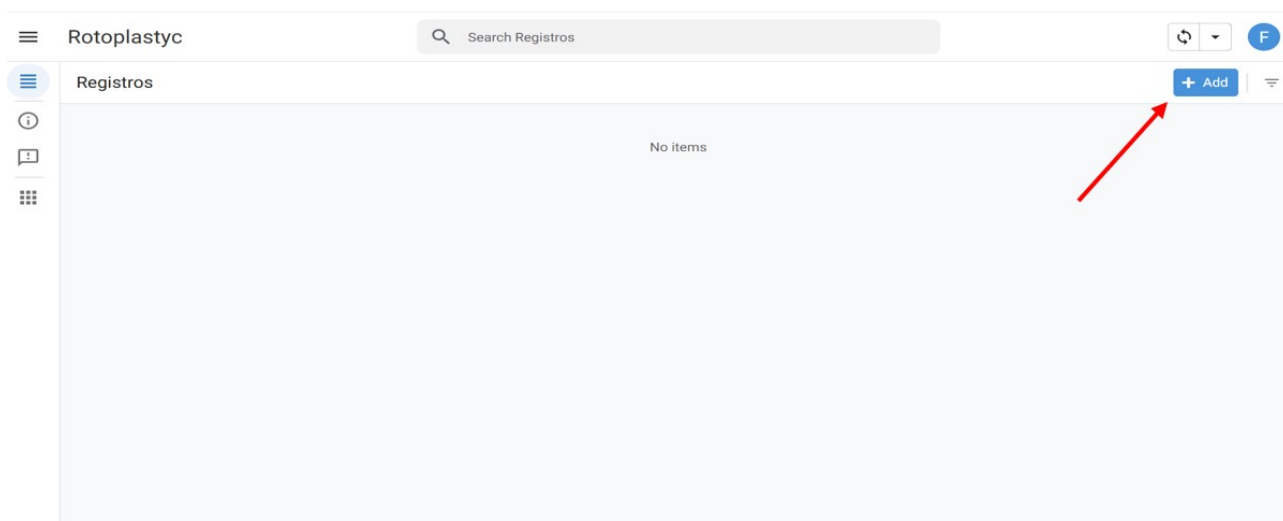 Rotoplastyc
Search Registros
F
Registros
+ Add
No items